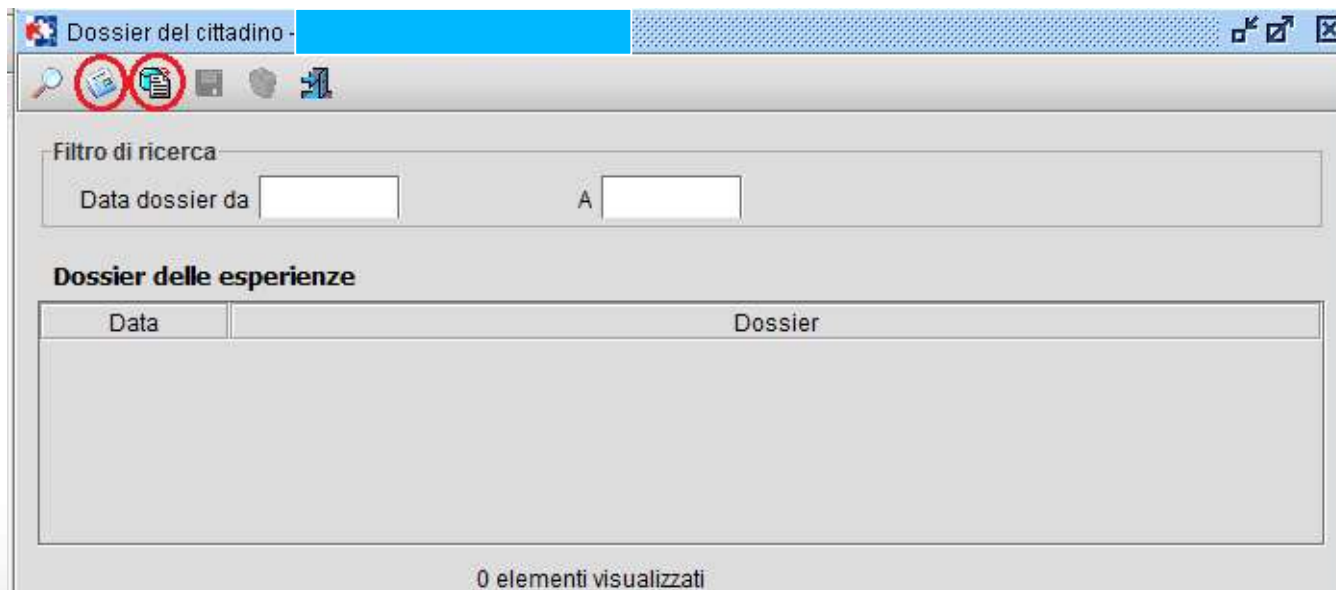 Dossier del cittadino -
Filtro di ricerca
Data dossier da A
Dossier delle esperienze
Data Dossier
0 elementi visualizzati